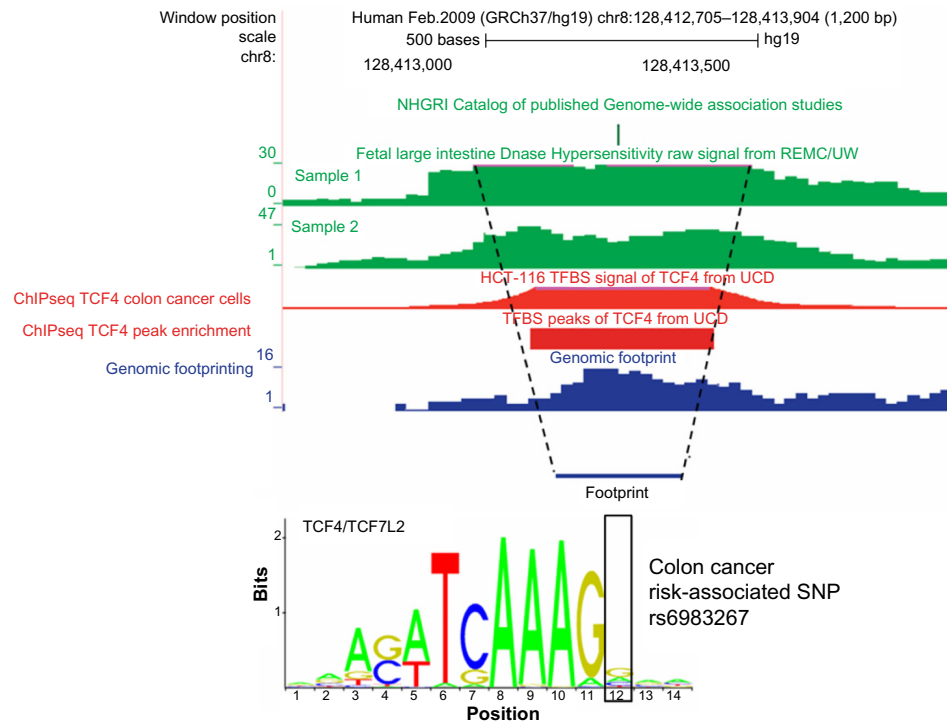 Window position
Human Feb.2009 (GRCh37/hg19) chr8:128,412,705–128,413,904 (1,200 bp)
scale
500 bases
hg19
chr8:
128,413,000
128,413,500
NHGRI Catalog of published Genome-wide association studies
Fetal large intestine Dnase Hypersensitivity raw signal from REMC/UW
30
Sample 1
0
47
Sample 2
1
HCT-116 TFBS signal of TCF4 from UCD
ChIPseq TCF4 colon cancer cells
TFBS peaks of TCF4 from UCD
ChIPseq TCF4 peak enrichment
Genomic footprint
16
Genomic footprinting
1
Footprint
TCF4/TCF7L2
2
1
Bits
Colon cancer
risk-associated SNP
rs6983267
1 2 3 4 5 6 7 8 9 10 11 12 13 14
Position